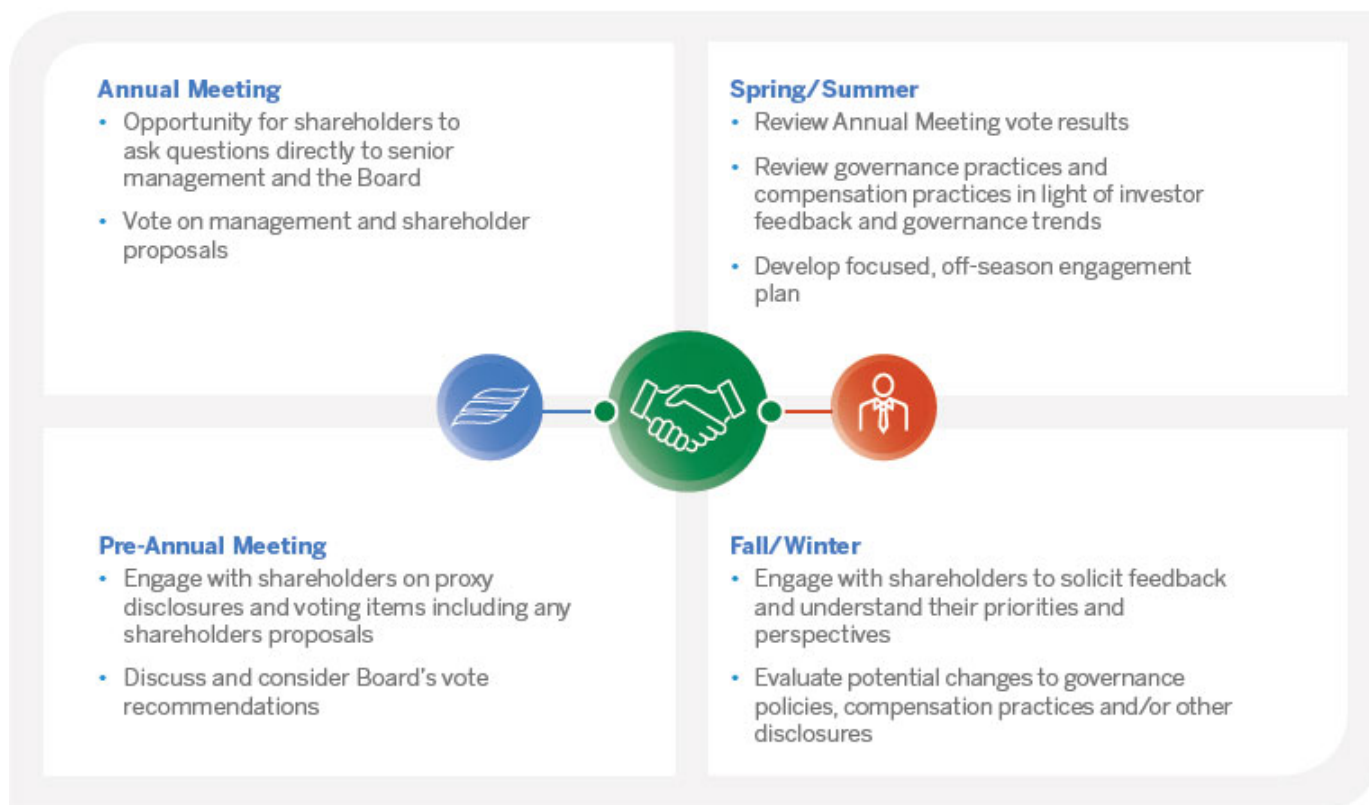 Annual Meeting
• Opportunity for shareholders to
ask questions directly to senior
management and the Board
• Vote on management and shareholder
proposals
Spring/Summer
• Review Annual Meeting vote results
• Review governance practices and
compensation practices in light of investor
feedback and governance trends
• Develop focused, off-season engagement
plan
Pre-Annual Meeting
• Engage with shareholders on proxy
disclosures and voting items including any
shareholders proposals
• Discuss and consider Board's vote
recommendations
Fall/Winter
• Engage with shareholders to solicit feedback
and understand their priorities and
perspectives
• Evaluate potential changes to governance
policies, compensation practices and/or other
disclosures